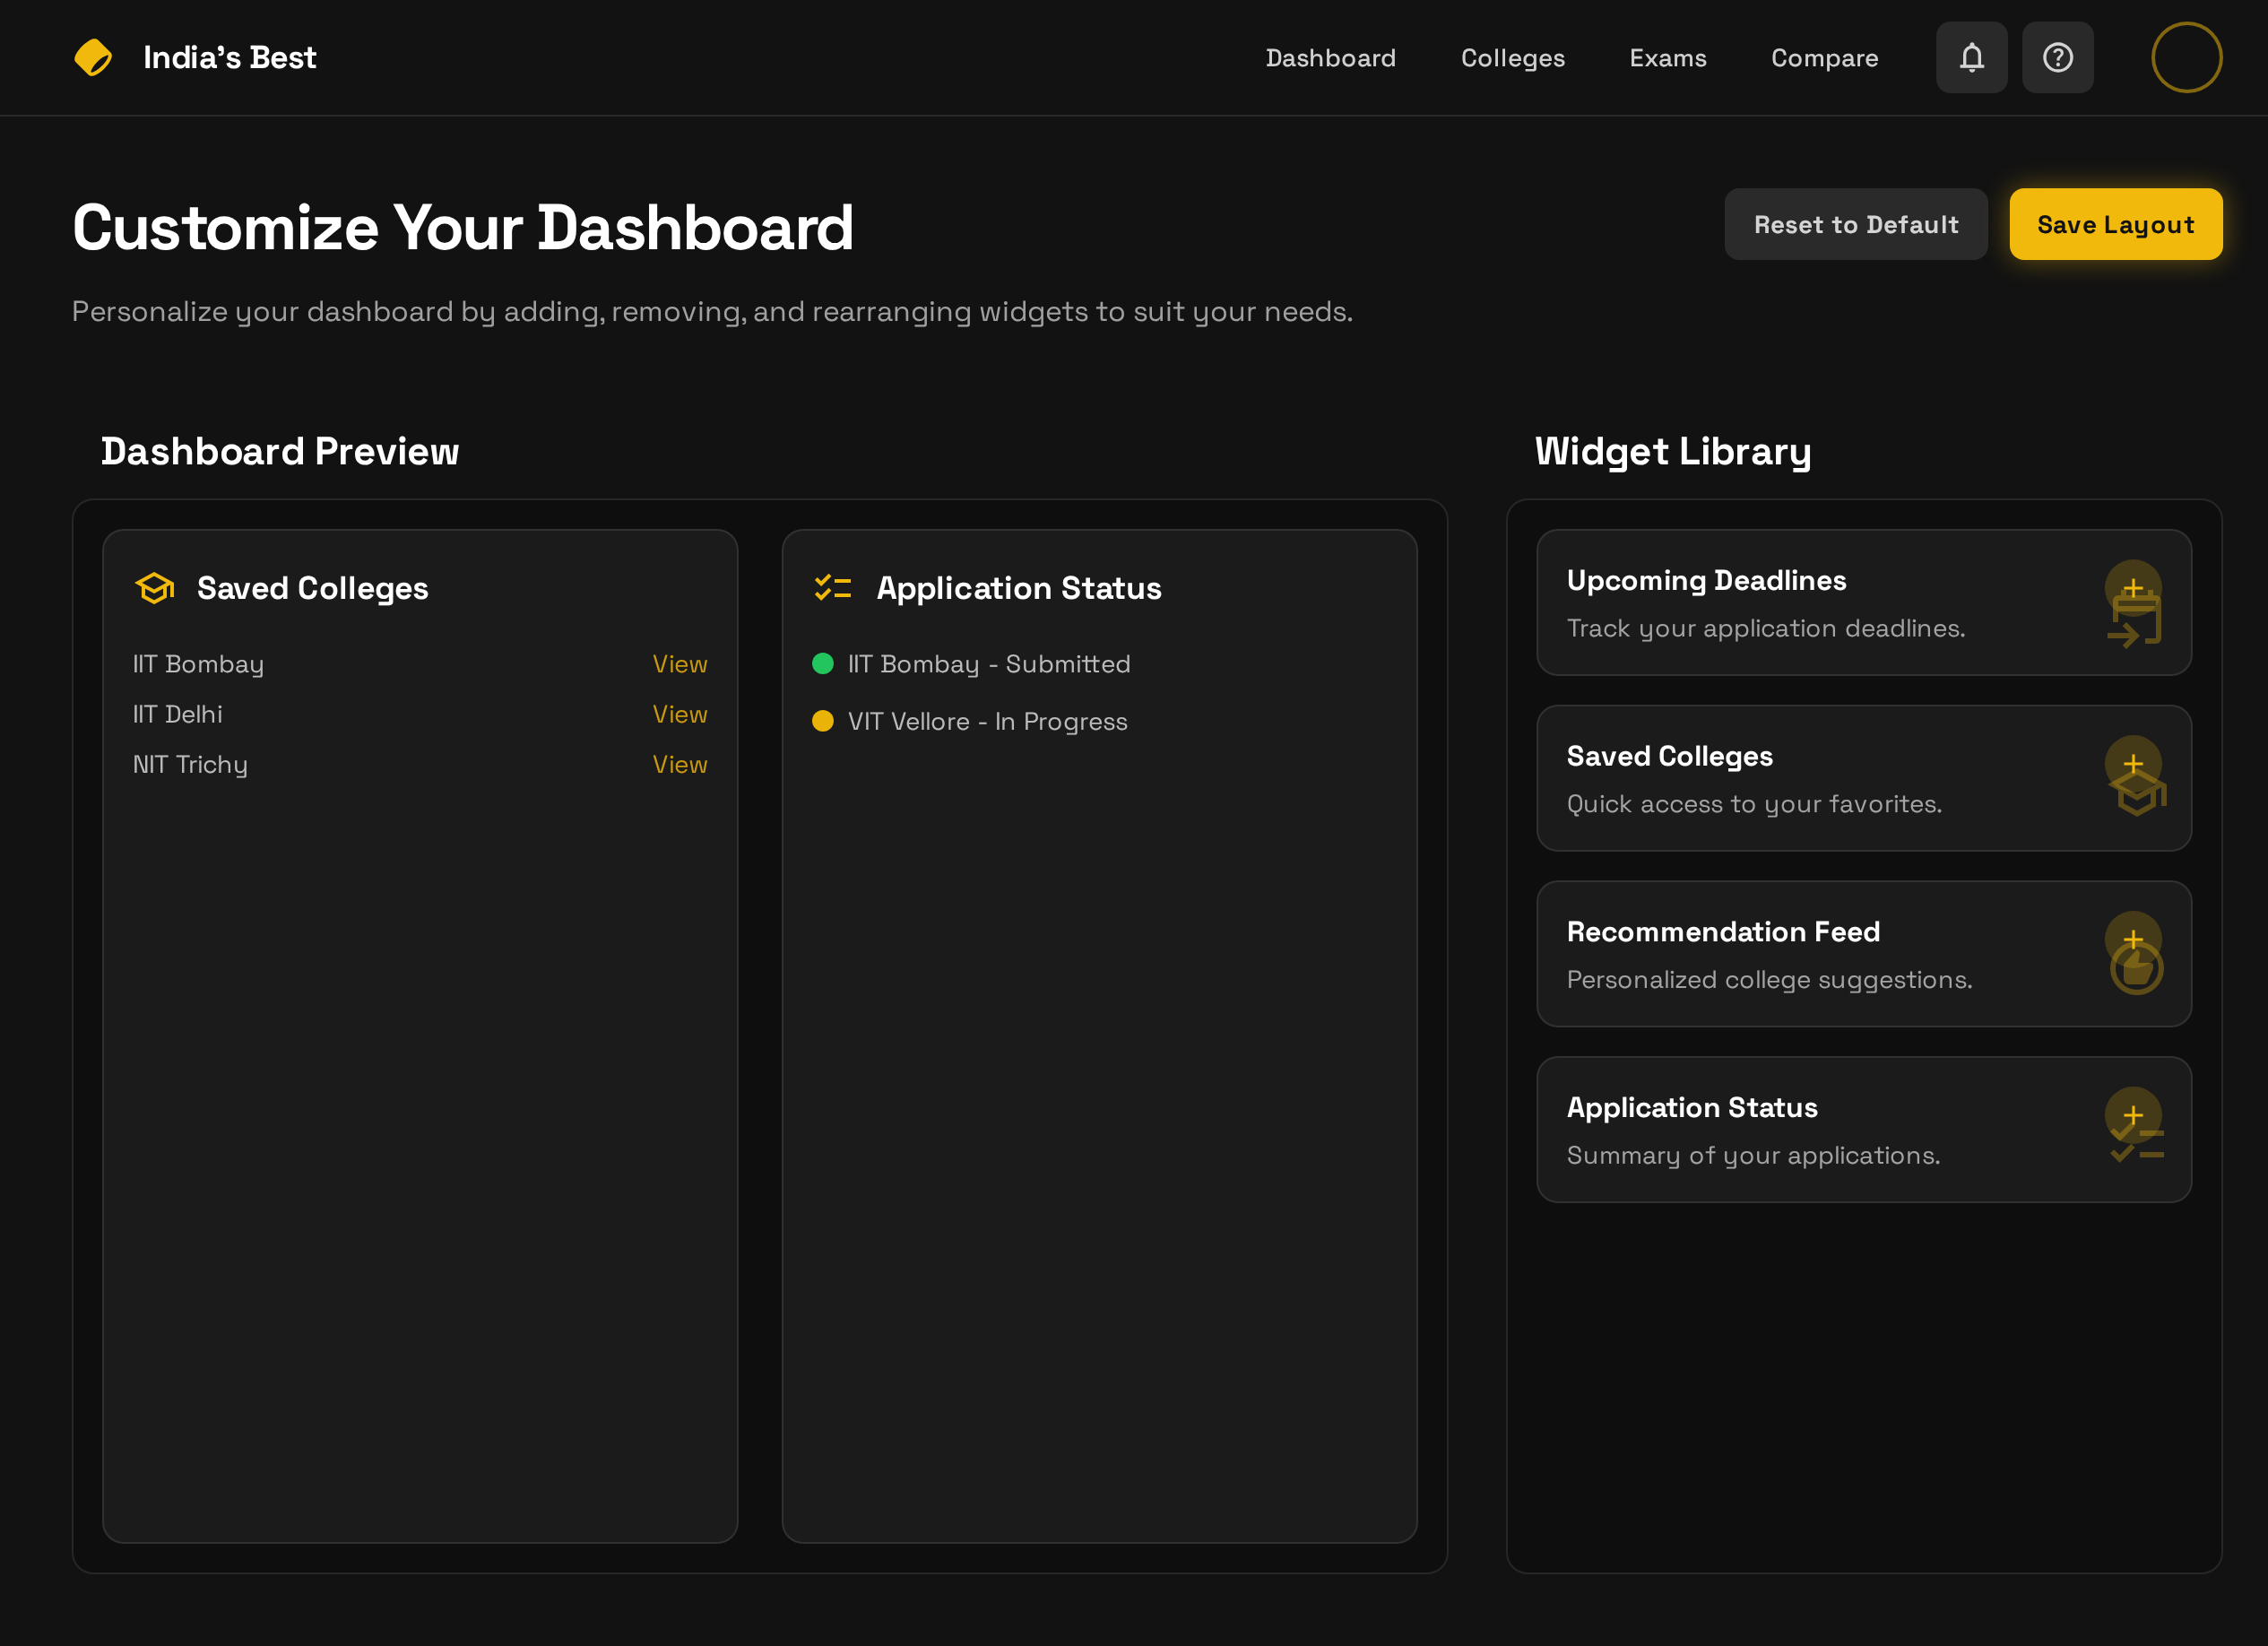 India's Best
Dashboard
Colleges
Exams
Compare
Customize Your Dashboard
Reset to Default
Save Layout
Personalize your dashboard by adding, removing, and rearranging widgets to suit your needs.
Dashboard Preview
Saved Colleges
IIT Bombay View
IIT Delhi View
NIT Trichy View
Application Status
IIT Bombay - Submitted
VIT Vellore - In Progress
Widget Library
Upcoming Deadlines
Track your application deadlines.
Saved Colleges
Quick access to your favorites.
Recommendation Feed
Personalized college suggestions.
Application Status
Summary of your applications.